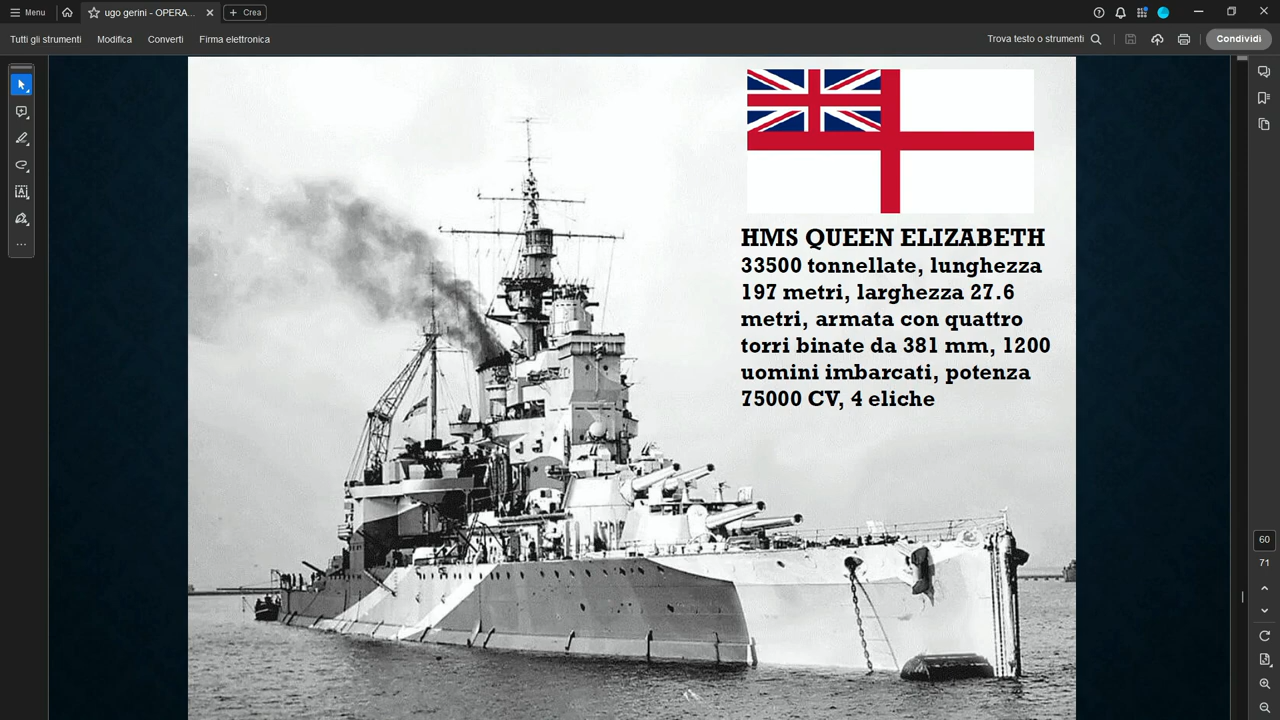 Menu
ugo gerini - OPERA...
Crea
Tutti gli strumenti
Modifica
Converti
Firma elettronica
Trova testo o strumenti
Condividi
HMS QUEEN ELIZABETH
33500 tonnellate, lunghezza
197 metri, larghezza 27.6
metri, armata con quattro
torri binate da 381 mm, 1200
uomini imbarcati, potenza
75000 CV, 4 eliche
60
71